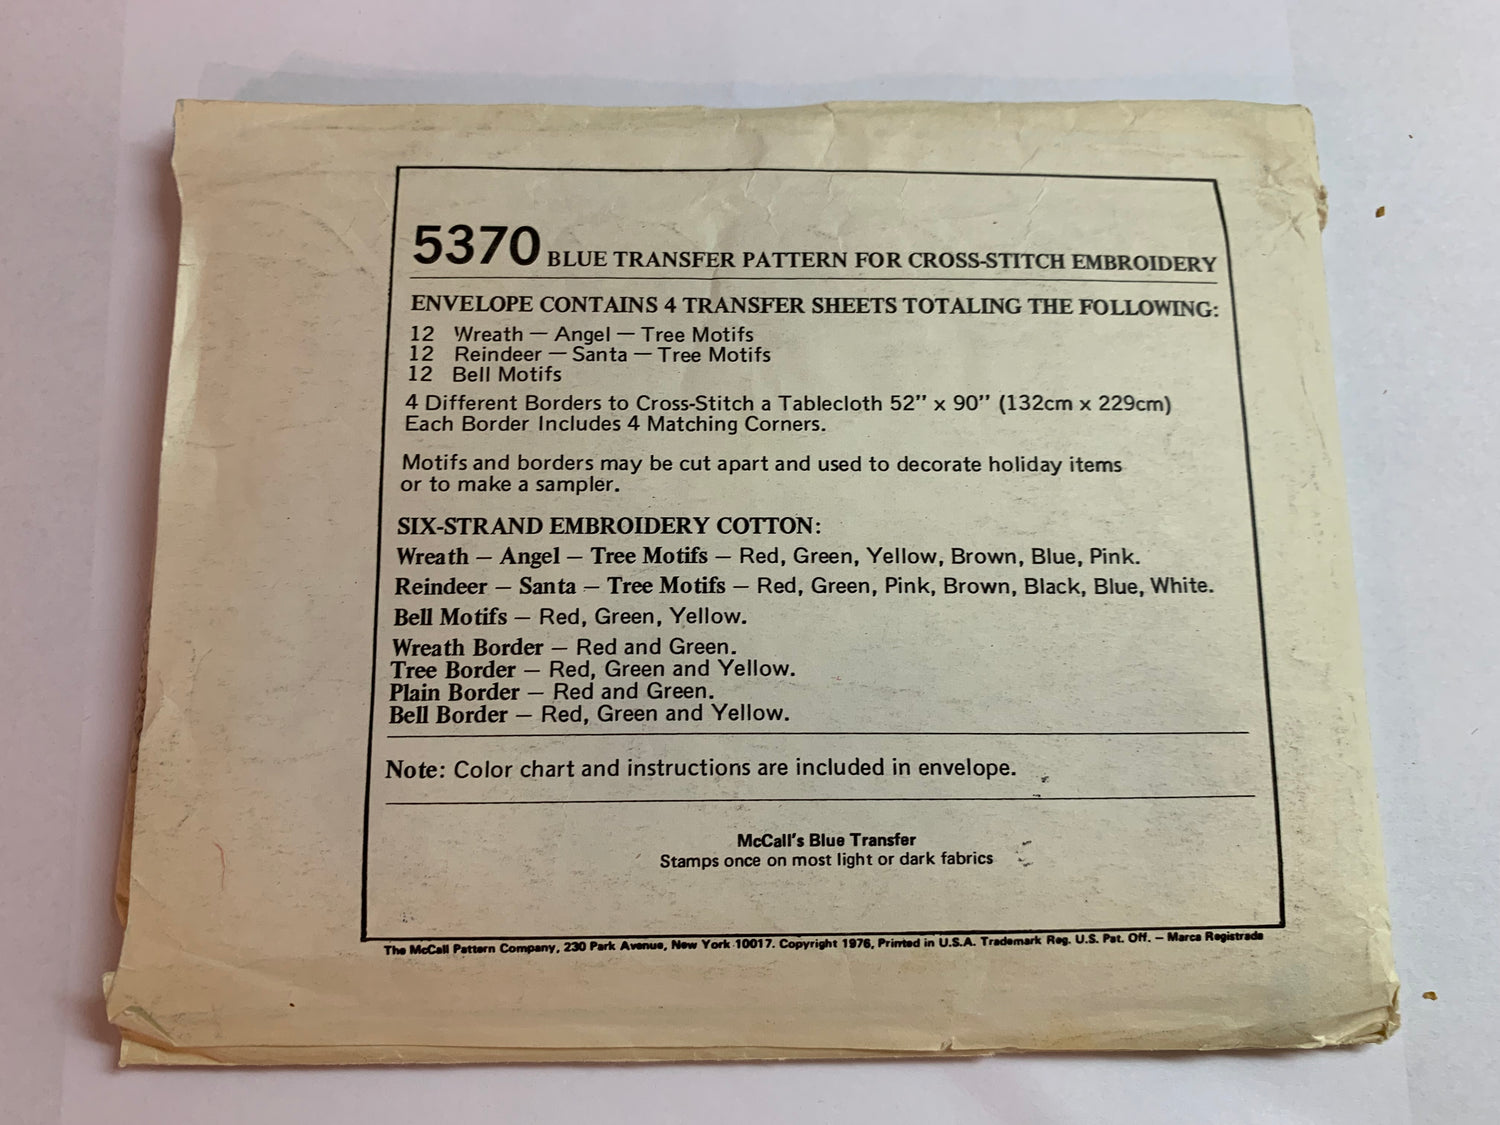 5370 BLUE TRANSFER PATTERN FOR CROSS-STITCH EMBROIDERY
ENVELOPE CONTAINS 4 TRANSFER SHEETS TOTALING THE FOLLOWING:
12 Wreath — Angel — Tree Motifs
12 Reindeer — Santa — Tree Motifs
12 Bell Motifs
4 Different Borders to Cross-Stitch a Tablecloth 52" x 90" (132cm x 229cm)
Each Border Includes 4 Matching Corners.
Motifs and borders may be cut apart and used to decorate holiday items
or to make a sampler.
SIX-STRAND EMBROIDERY COTTON:
Wreath — Angel — Tree Motifs — Red, Green, Yellow, Brown, Blue, Pink.
Reindeer — Santa — Tree Motifs — Red, Green, Pink, Brown, Black, Blue, White.
Bell Motifs — Red, Green, Yellow.
Wreath Border — Red and Green.
Tree Border — Red, Green and Yellow.
Plain Border — Red and Green.
Bell Border — Red, Green and Yellow.
Note: Color chart and instructions are included in envelope.
McCall's Blue Transfer
Stamps once on most light or dark fabrics
The McCall Pattern Company, 230 Park Avenue, New York 10017. Copyright 1976, Printed in U.S.A. Trademark Reg. U.S. Pat. Off. — Marca Registrada